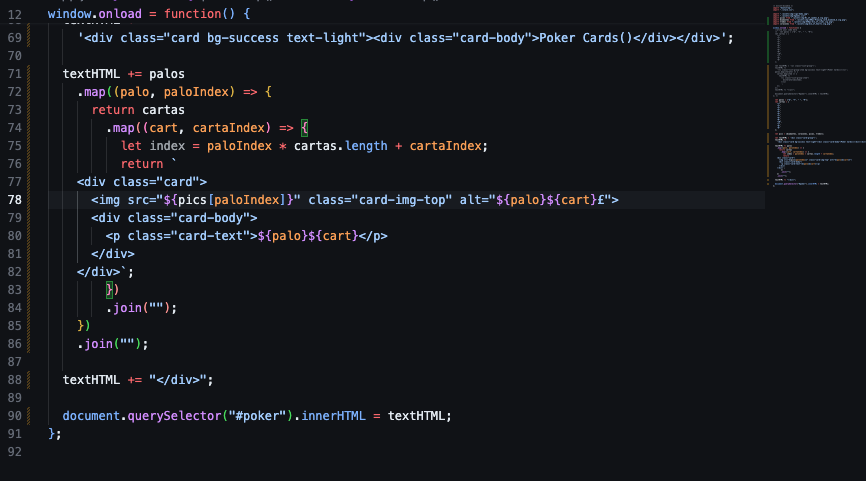 12 window.onload = function() {
69 '<div class="card bg-success text-light"><div class="card-body">Poker Cards()</div></div>';
70
71 textHTML += palos
72 .map((palo, paloIndex) => {
73 return cartas
74 .map((cart, cartaIndex) => {
75 let index = paloIndex * cartas.length + cartaIndex;
76 return `
77 <div class="card">
78 <img src="${pics[paloIndex]}" class="card-img-top" alt="${palo}${cart}£">
79 <div class="card-body">
80 <p class="card-text">${palo}${cart}</p>
81 </div>
82 </div>`;
83 })
84 .join("");
85 })
86 .join("");
87
88 textHTML += "</div>";
89
90 document.querySelector("#poker").innerHTML = textHTML;
91 };
92